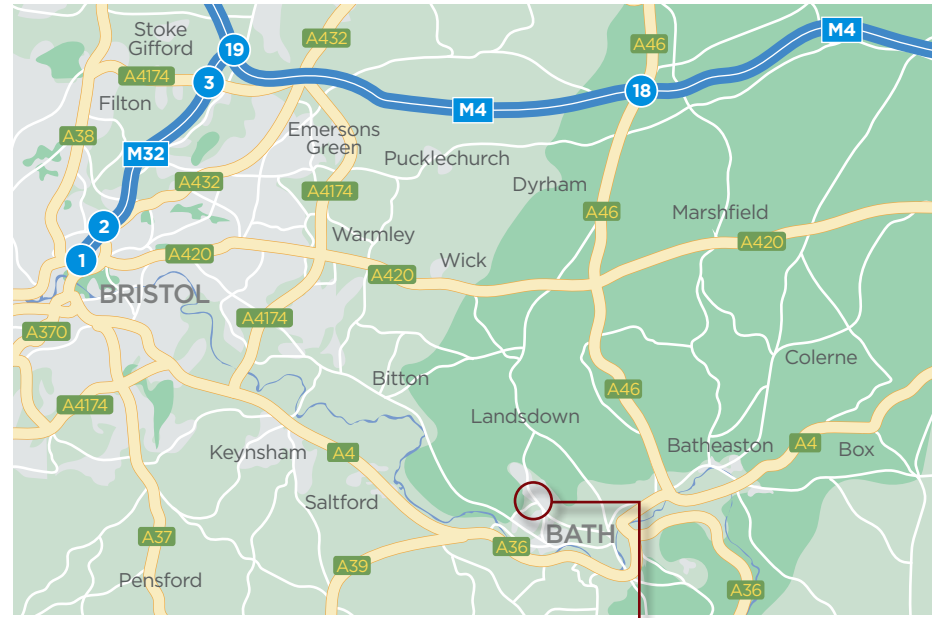 Stoke
Gifford
19
A432
A46
M4
A4174
3
18
Filton
M4
A38
Emersons
Green
M32
Pucklechurch
A432
A4174
Dyrham
A46
Marshfield
2
Warmley
A420
1
A420
Wick
A420
BRISTOL
A4174
A370
Colerne
Bitton
A46
A4174
Landsdown
Keynsham
A4
Batheaston
A4
Box
Saltford
A37
A36
BATH
A39
Pensford
A36